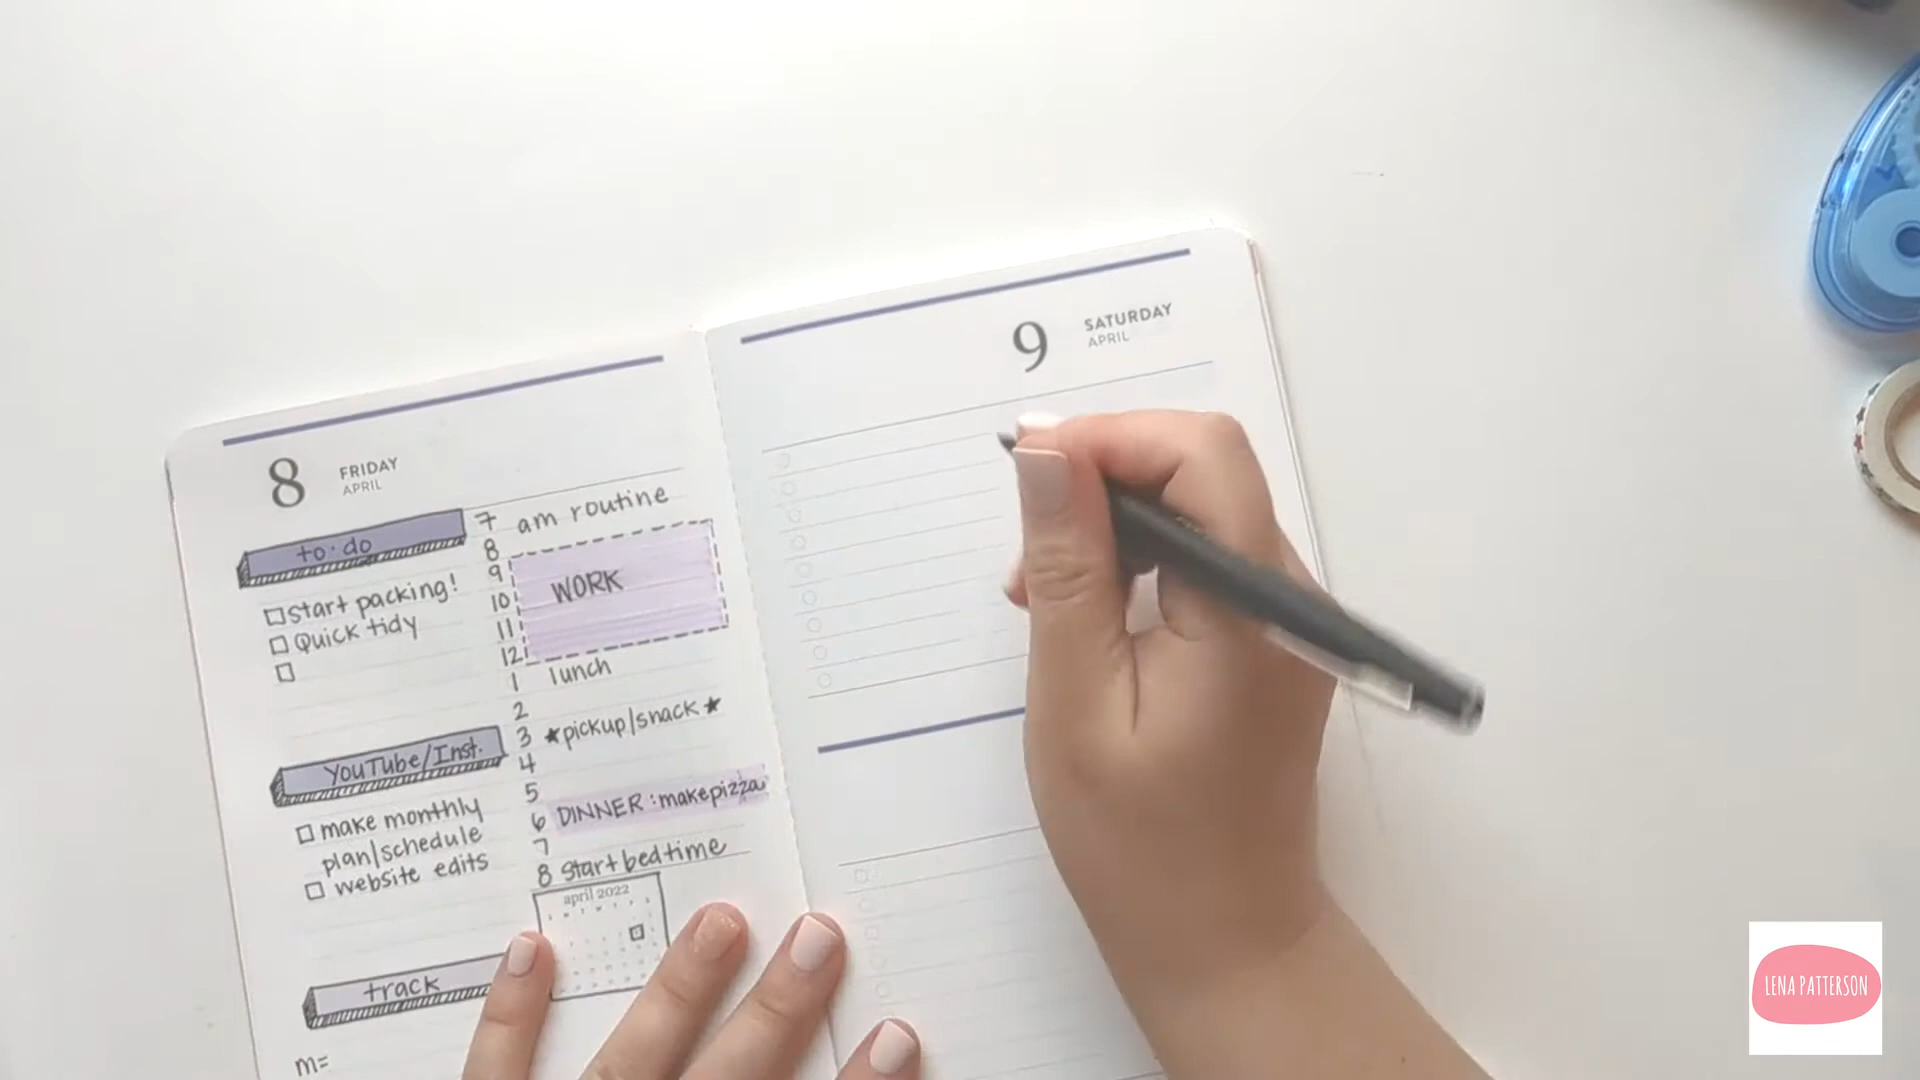 8 FRIDAY
APRIL
to·do
start packing!
Quick tidy
YouTube/Inst.
make monthly
plan/schedule
website edits
track
m=
7 am routine
8
9 WORK
10
11
12
1 lunch
2
3 ★pickup/snack★
4
5
6 DINNER: make pizza
7
8 start bedtime
april 2022
9 SATURDAY
APRIL
LENA PATTERSON